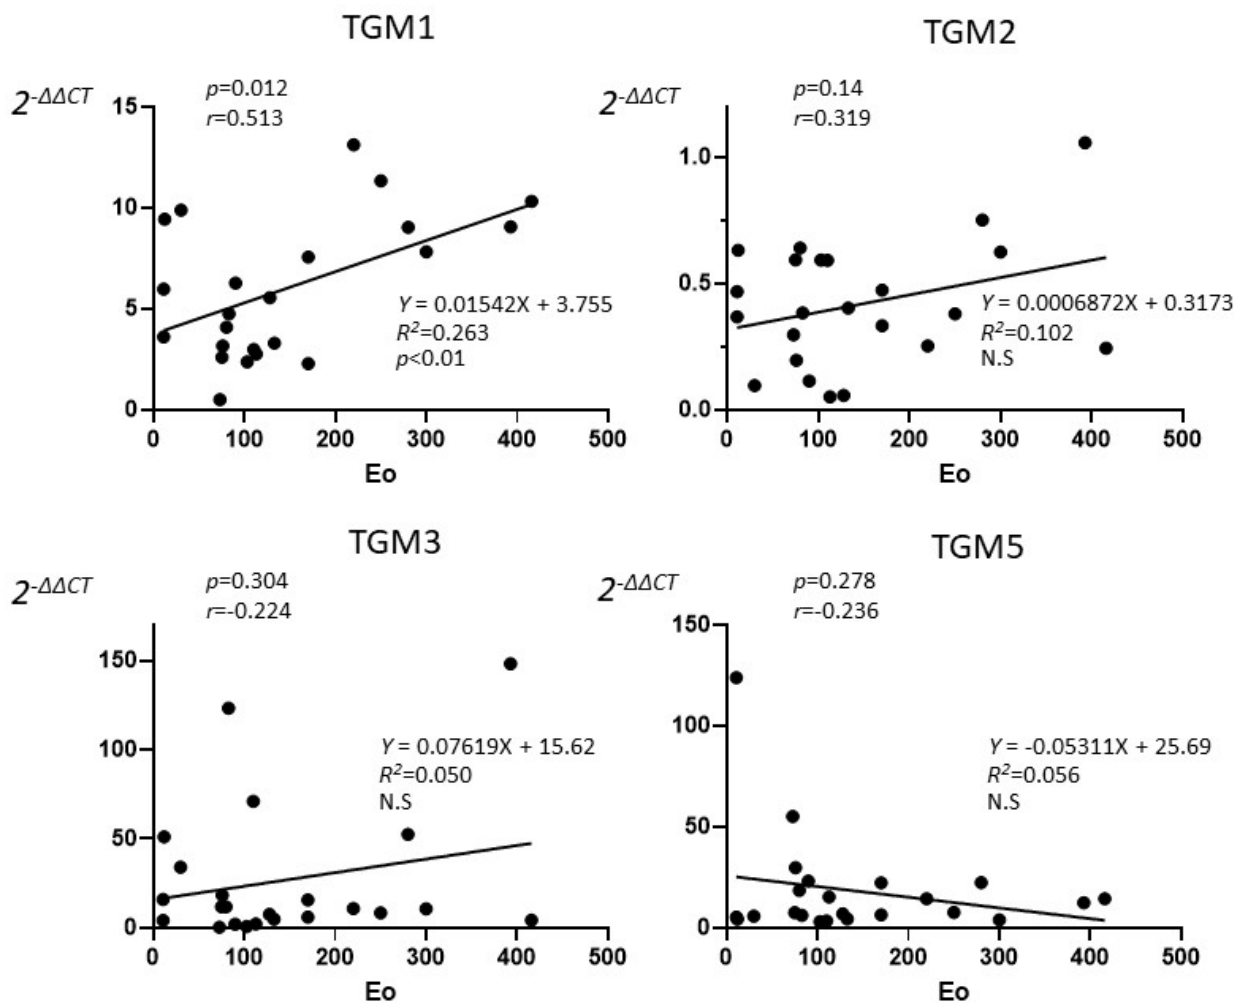 TGM1
2^-ΔΔCT
p=0.012
r=0.513
15
10
5
0
Y = 0.01542X + 3.755
R²=0.263
p<0.01
0 100 200 300 400 500
Eo
TGM2
2^-ΔΔCT
p=0.14
r=0.319
1.0
0.5
0.0
Y = 0.0006872X + 0.3173
R²=0.102
N.S
0 100 200 300 400 500
Eo
TGM3
2^-ΔΔCT
p=0.304
r=-0.224
150
100
50
0
Y = 0.07619X + 15.62
R²=0.050
N.S
0 100 200 300 400 500
Eo
TGM5
2^-ΔΔCT
p=0.278
r=-0.236
150
100
50
0
Y = -0.05311X + 25.69
R²=0.056
N.S
0 100 200 300 400 500
Eo